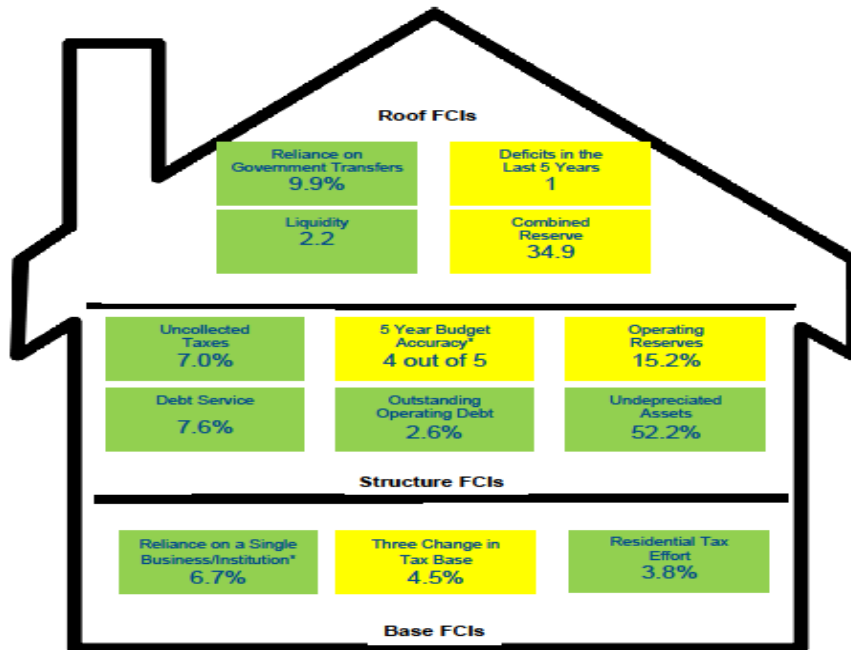 Roof FCIs
Reliance on
Government Transfers
9.9%
Deficits in the
Last 5 Years
1
Liquidity
2.2
Combined
Reserve
34.9
Uncollected
Taxes
7.0%
5 Year Budget
Accuracy*
4 out of 5
Operating
Reserves
15.2%
Debt Service
7.6%
Outstanding
Operating Debt
2.6%
Undepreciated
Assets
52.2%
Structure FCIs
Reliance on a Single
Business/Institution*
6.7%
Three Change in
Tax Base
4.5%
Residential Tax
Effort
3.8%
Base FCIs